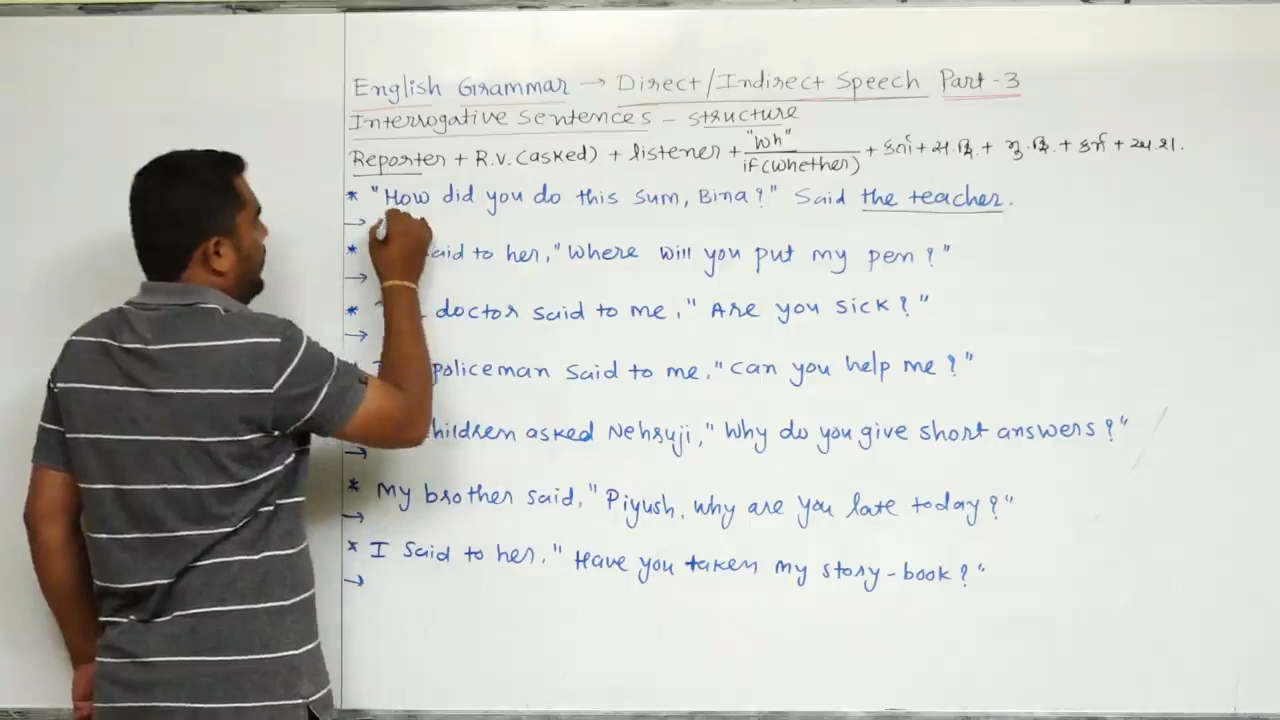 English Grammar → Direct/Indirect Speech Part-3
Interrogative Sentences - structure
Reporter + R.V. (asked) + listener + "Wh" / if(whether) + કર્તા + સ.ક્રિ. + મુ.ક્રિ. + કર્મ + અ.શ.
* "How did you do this sum, Bina?" Said the teacher.
→
* said to her, "Where will you put my pen?"
→
* doctor said to me, "Are you sick?"
→
policeman said to me, "can you help me?"
children asked Nehruji, "Why do you give short answers?"
→
* My brother said, "Piyush, why are you late today?"
→
* I said to her, "Have you taken my story-book?"
→